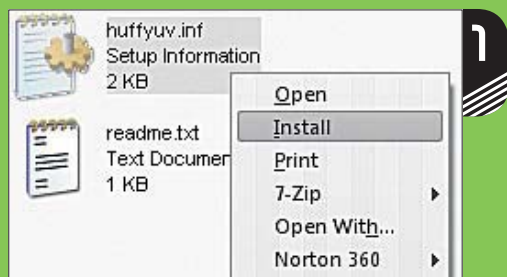 huffyuv.inf
Setup Information
2 KB
readme.txt
Text Documer
1 KB
Open
Install
Print
7-Zip
Open With...
Norton 360
1